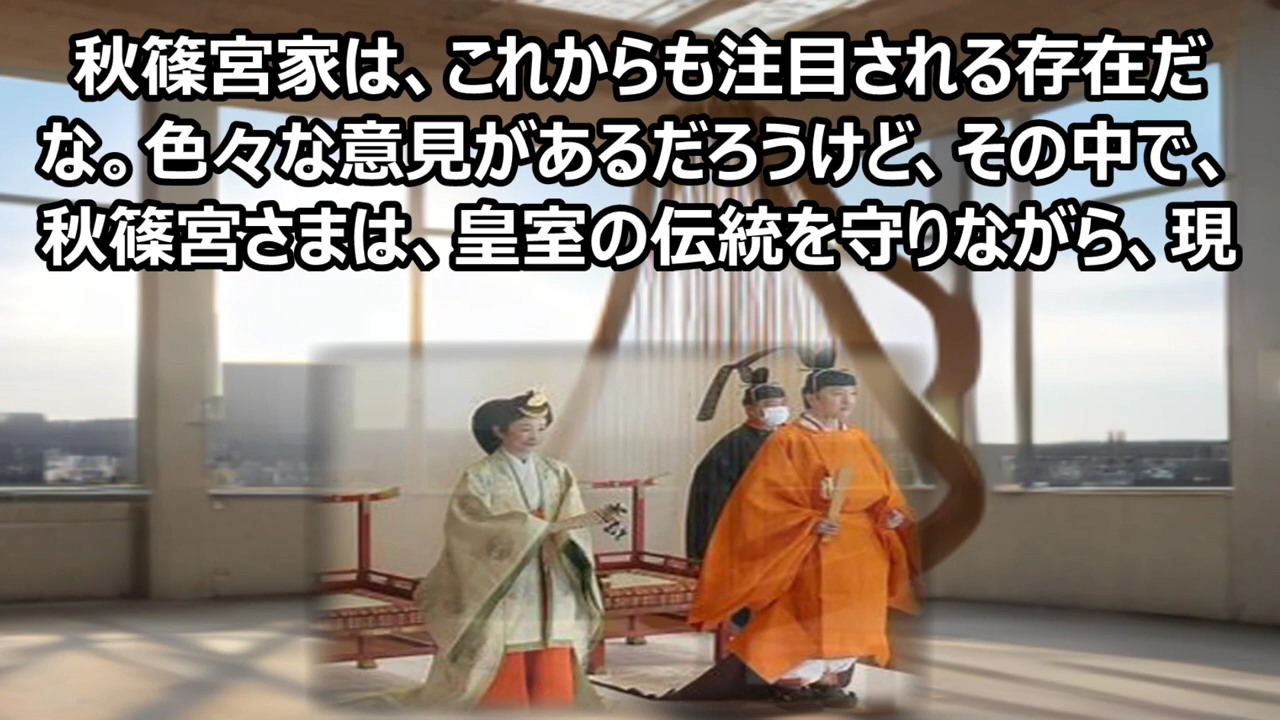 秋篠宮家は、これからも注目される存在だ
な。色々な意見があるだろうけど、その中で、
秋篠宮さまは、皇室の伝統を守りながら、現